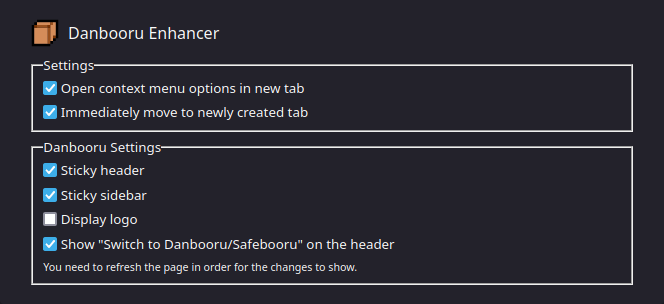 Danbooru Enhancer
Settings
Open context menu options in new tab
Immediately move to newly created tab
Danbooru Settings
Sticky header
Sticky sidebar
Display logo
Show "Switch to Danbooru/Safebooru" on the header
You need to refresh the page in order for the changes to show.